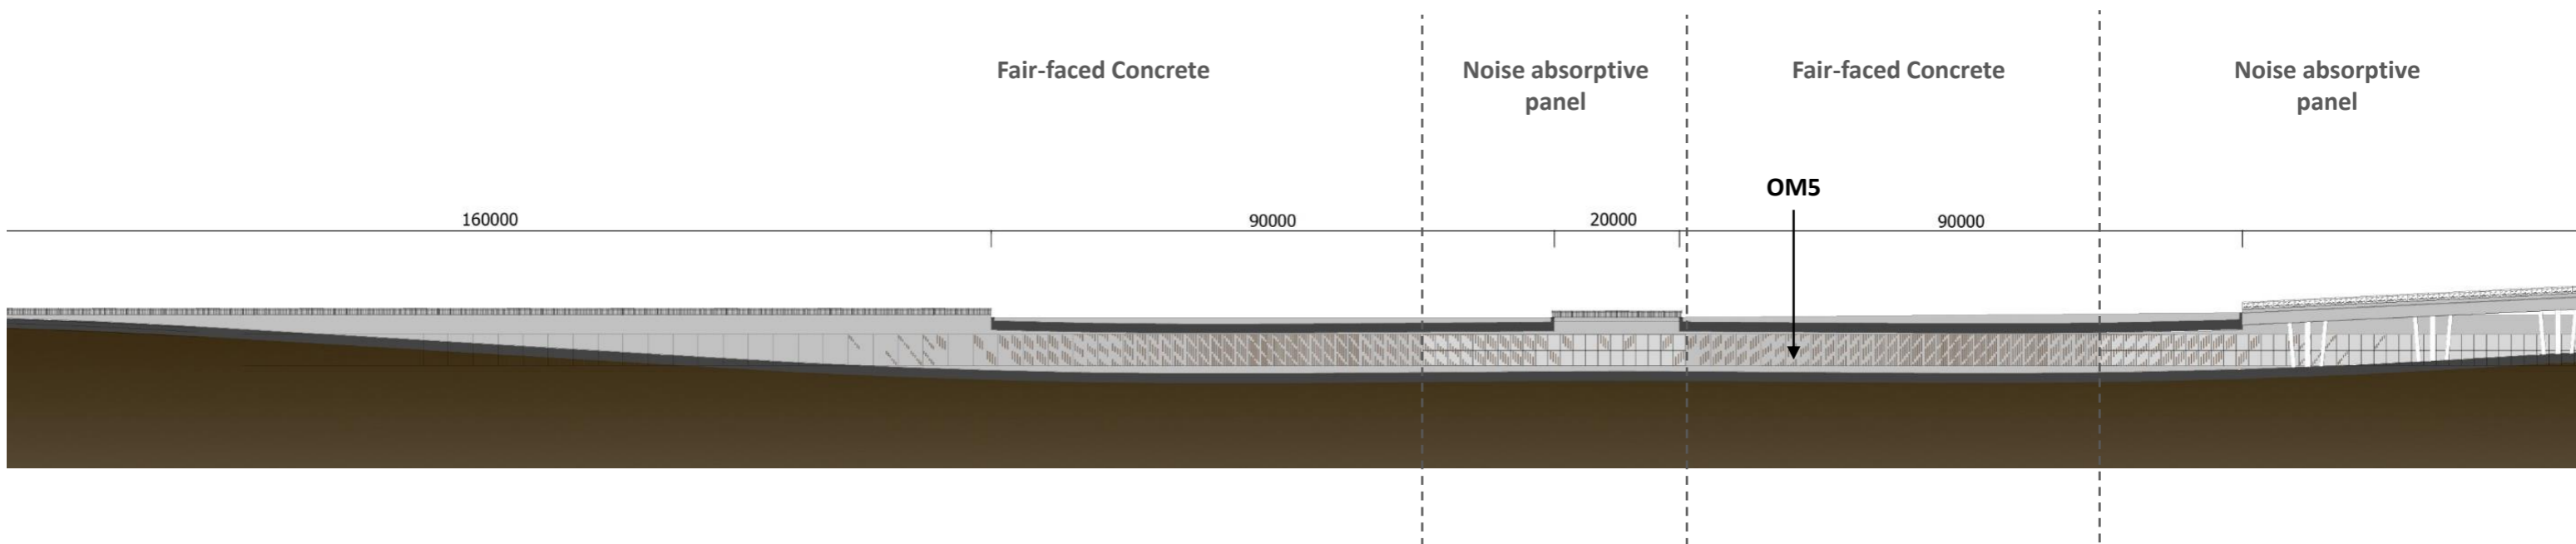 Fair-faced Concrete
Noise absorptive
panel
Fair-faced Concrete
Noise absorptive
panel
OM5
160000
90000
20000
90000